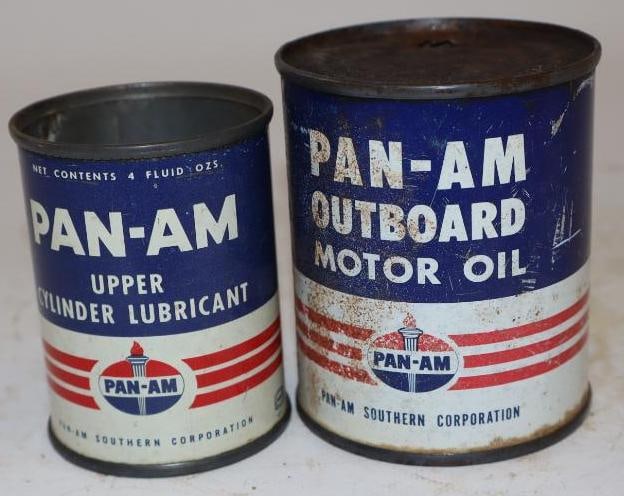 NET CONTENTS 4 FLUID OZS.
PAN-AM
UPPER
CYLINDER LUBRICANT
PAN-AM
PAN-AM SOUTHERN CORPORATION
PAN-AM
OUTBOARD
MOTOR OIL
PAN-AM
PAN-AM SOUTHERN CORPORATION